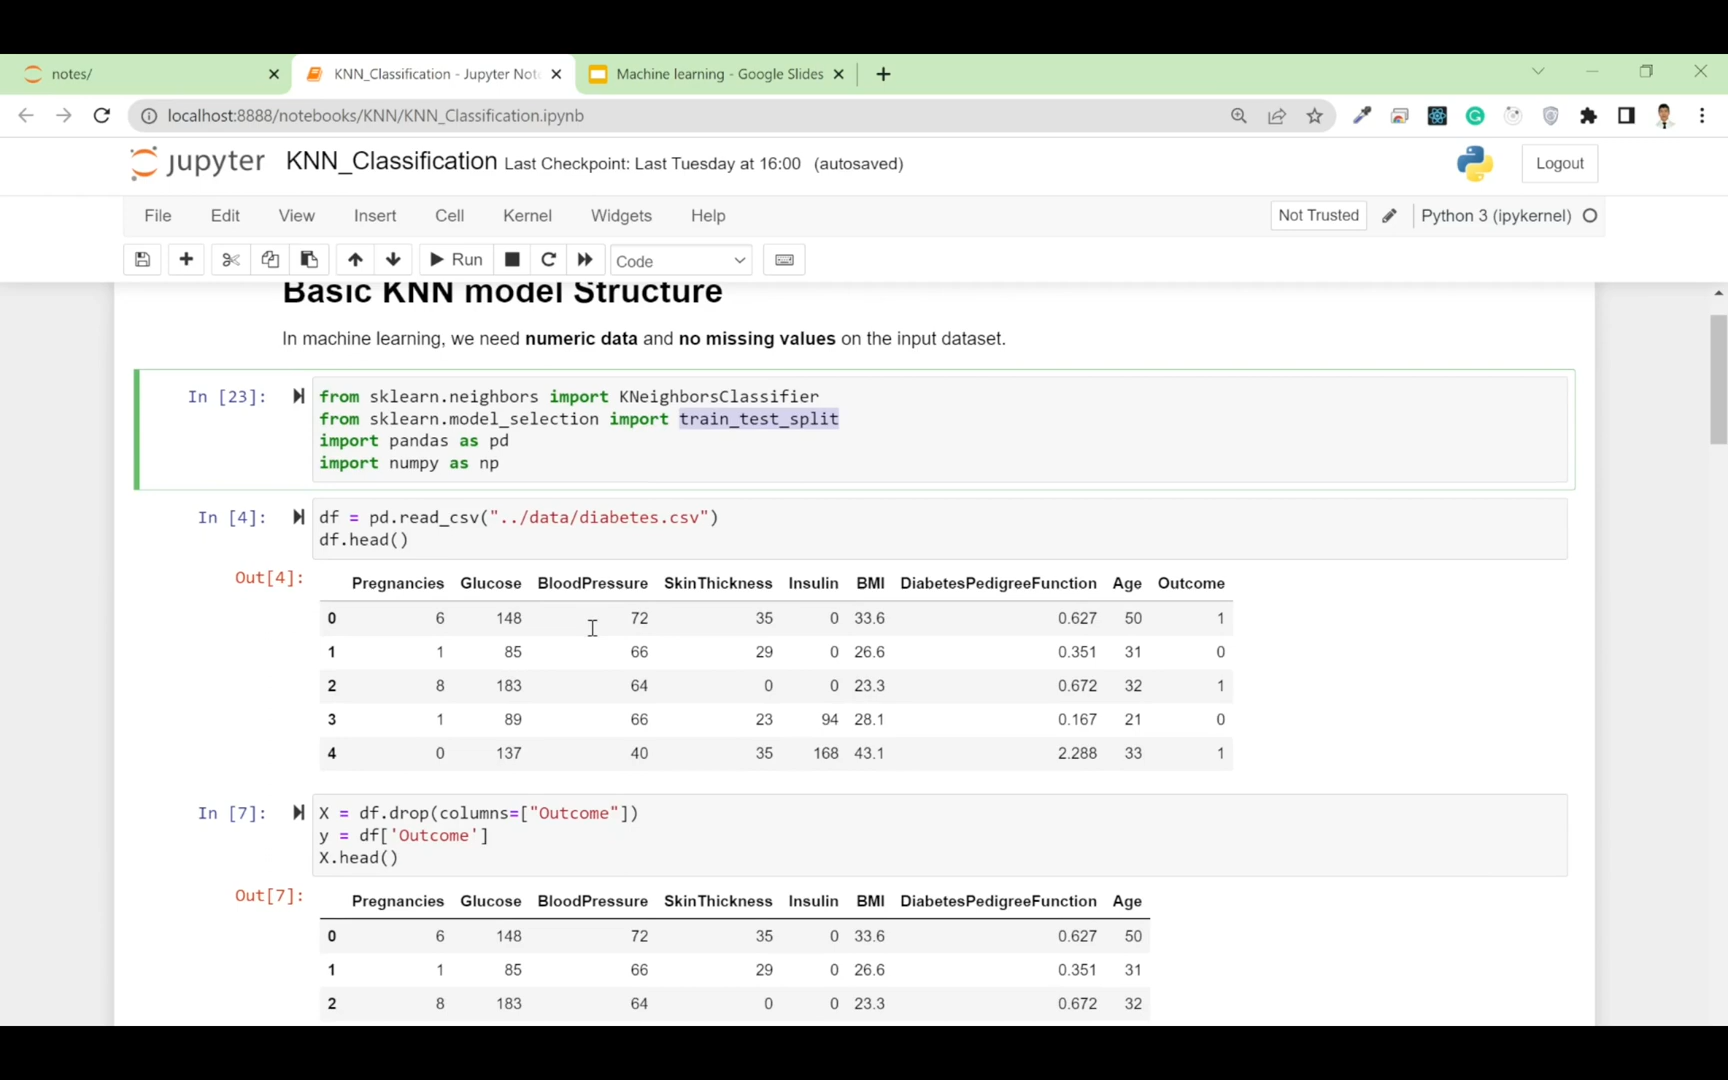 notes/
KNN_Classification - Jupyter Not
Machine learning - Google Slides
localhost:8888/notebooks/KNN/KNN_Classification.ipynb
jupyter KNN_Classification Last Checkpoint: Last Tuesday at 16:00 (autosaved)
Logout
File Edit View Insert Cell Kernel Widgets Help
Not Trusted
Python 3 (ipykernel)
Run
Code
Basic KNN model Structure
In machine learning, we need numeric data and no missing values on the input dataset.
In [23]:
from sklearn.neighbors import KNeighborsClassifier
from sklearn.model_selection import train_test_split
import pandas as pd
import numpy as np
In [4]:
df = pd.read_csv("../data/diabetes.csv")
df.head()
Out[4]:
Pregnancies Glucose BloodPressure SkinThickness Insulin BMI DiabetesPedigreeFunction Age Outcome
0 6 148 72 35 0 33.6 0.627 50 1
1 1 85 66 29 0 26.6 0.351 31 0
2 8 183 64 0 0 23.3 0.672 32 1
3 1 89 66 23 94 28.1 0.167 21 0
4 0 137 40 35 168 43.1 2.288 33 1
In [7]:
X = df.drop(columns=["Outcome"])
y = df['Outcome']
X.head()
Out[7]:
Pregnancies Glucose BloodPressure SkinThickness Insulin BMI DiabetesPedigreeFunction Age
0 6 148 72 35 0 33.6 0.627 50
1 1 85 66 29 0 26.6 0.351 31
2 8 183 64 0 0 23.3 0.672 32